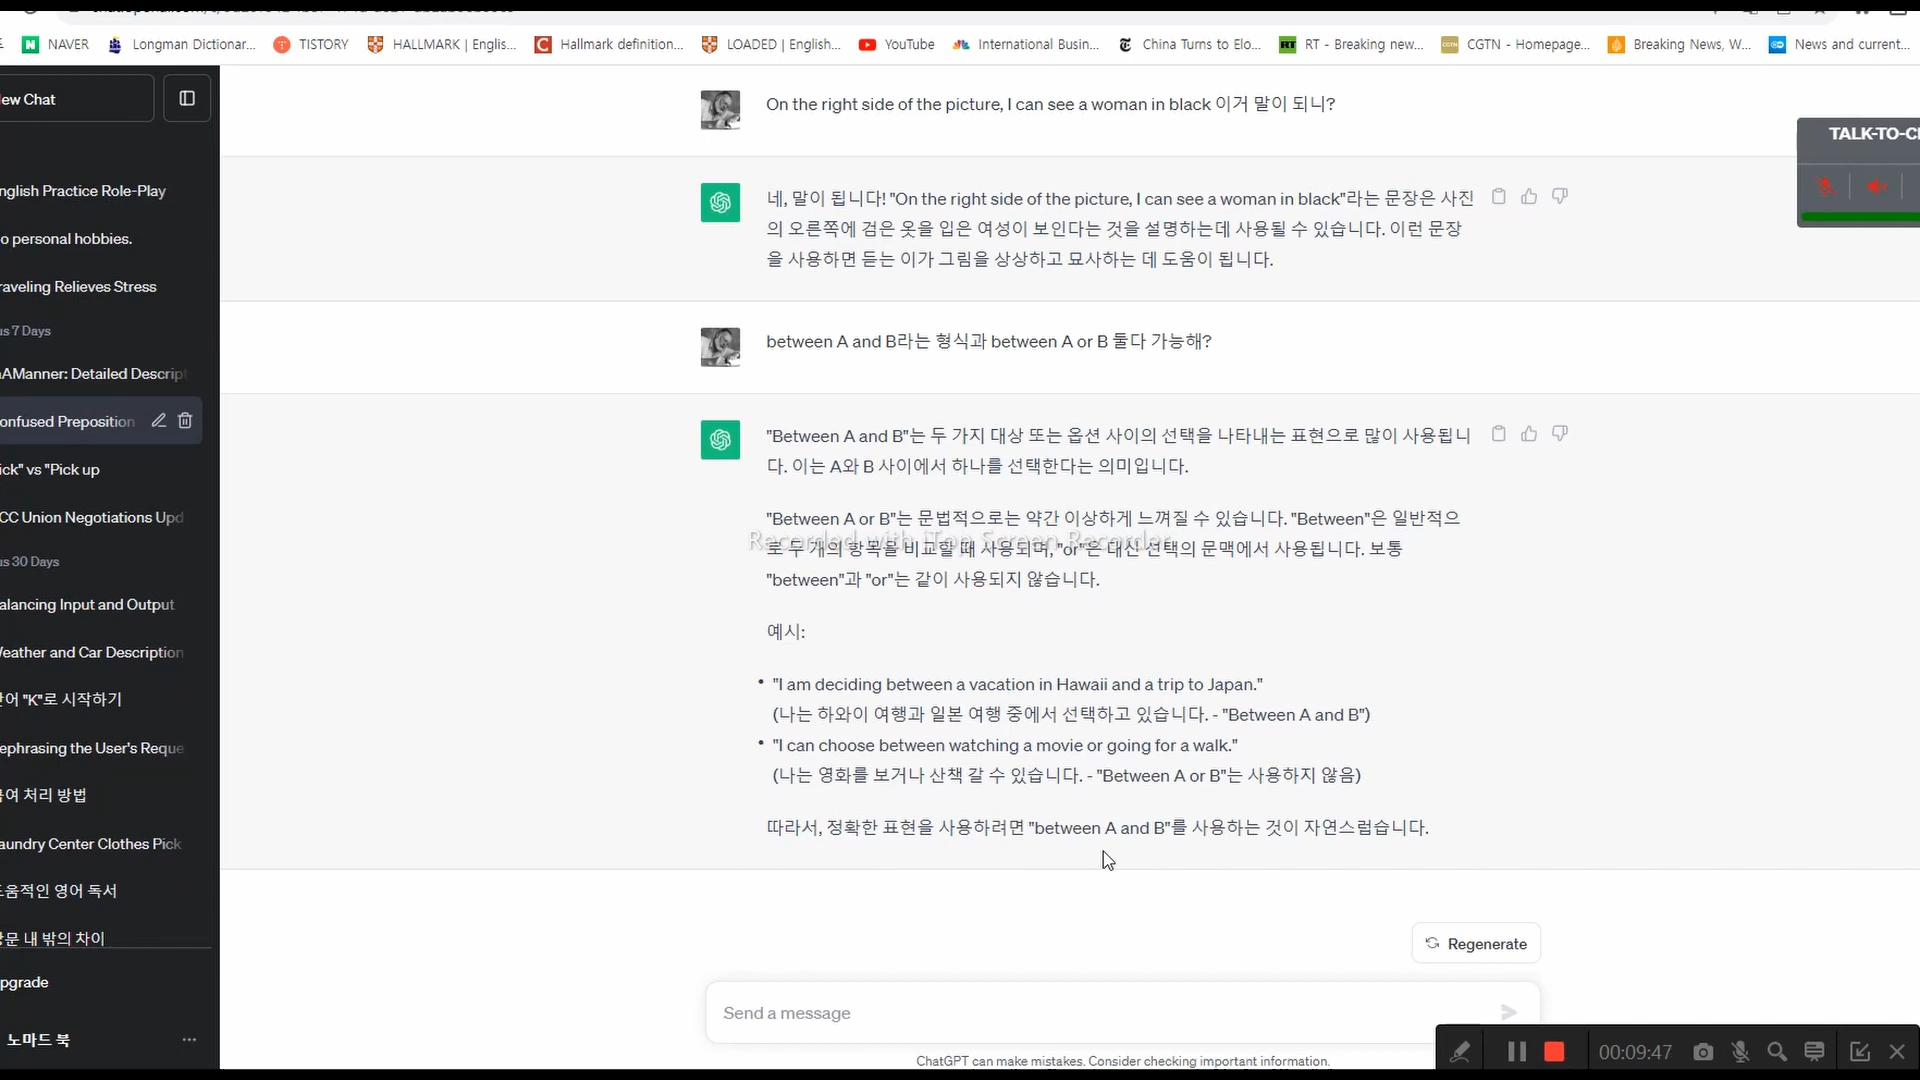 NAVER Longman Dictionar... TISTORY HALLMARK | Englis... Hallmark definition... LOADED | English... YouTube International Busin... China Turns to Elo... RT - Breaking new... CGTN - Homepage... Breaking News, W... News and current...
ew Chat
nglish Practice Role-Play
o personal hobbies.
raveling Relieves Stress
us 7 Days
AManner: Detailed Descrip
onfused Preposition
ick" vs "Pick up
CC Union Negotiations Upd
us 30 Days
alancing Input and Output
eather and Car Description
어 "K"로 시작하기
ephrasing the User's Reque
여 처리 방법
aundry Center Clothes Pick
움적인 영어 독서
문 내 밖의 차이
pgrade
노마드 북
On the right side of the picture, I can see a woman in black 이거 말이 되니?
네, 말이 됩니다! "On the right side of the picture, I can see a woman in black"라는 문장은 사진
의 오른쪽에 검은 옷을 입은 여성이 보인다는 것을 설명하는데 사용될 수 있습니다. 이런 문장
을 사용하면 듣는 이가 그림을 상상하고 묘사하는 데 도움이 됩니다.
between A and B라는 형식과 between A or B 둘다 가능해?
"Between A and B"는 두 가지 대상 또는 옵션 사이의 선택을 나타내는 표현으로 많이 사용됩니
다. 이는 A와 B 사이에서 하나를 선택한다는 의미입니다.
"Between A or B"는 문법적으로는 약간 이상하게 느껴질 수 있습니다. "Between"은 일반적으
로 두 개의 항목을 비교할 때 사용되며, "or"은 대신 선택의 문맥에서 사용됩니다. 보통
Recorded with iTop Screen Recorder
"between"과 "or"는 같이 사용되지 않습니다.
예시:
• "I am deciding between a vacation in Hawaii and a trip to Japan."
(나는 하와이 여행과 일본 여행 중에서 선택하고 있습니다. - "Between A and B")
• "I can choose between watching a movie or going for a walk."
(나는 영화를 보거나 산책 갈 수 있습니다. - "Between A or B"는 사용하지 않음)
따라서, 정확한 표현을 사용하려면 "between A and B"를 사용하는 것이 자연스럽습니다.
Regenerate
Send a message
ChatGPT can make mistakes. Consider checking important information.
TALK-TO-C
00:09:47